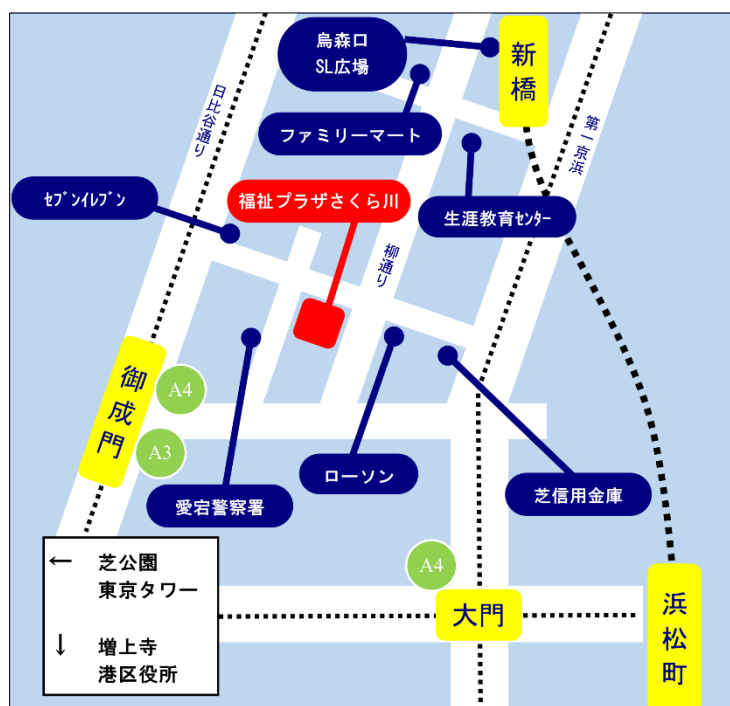 烏森口
SL広場
新橋
日比谷通り
第一京浜
ファミリーマート
ｾﾌﾞﾝｲﾚﾌﾞﾝ
福祉プラザさくら川
生涯教育ｾﾝﾀｰ
柳通り
御成門
A4
A3
愛宕警察署
ローソン
芝信用金庫
← 芝公園
東京タワー
↓ 増上寺
港区役所
A4
大門
浜松町